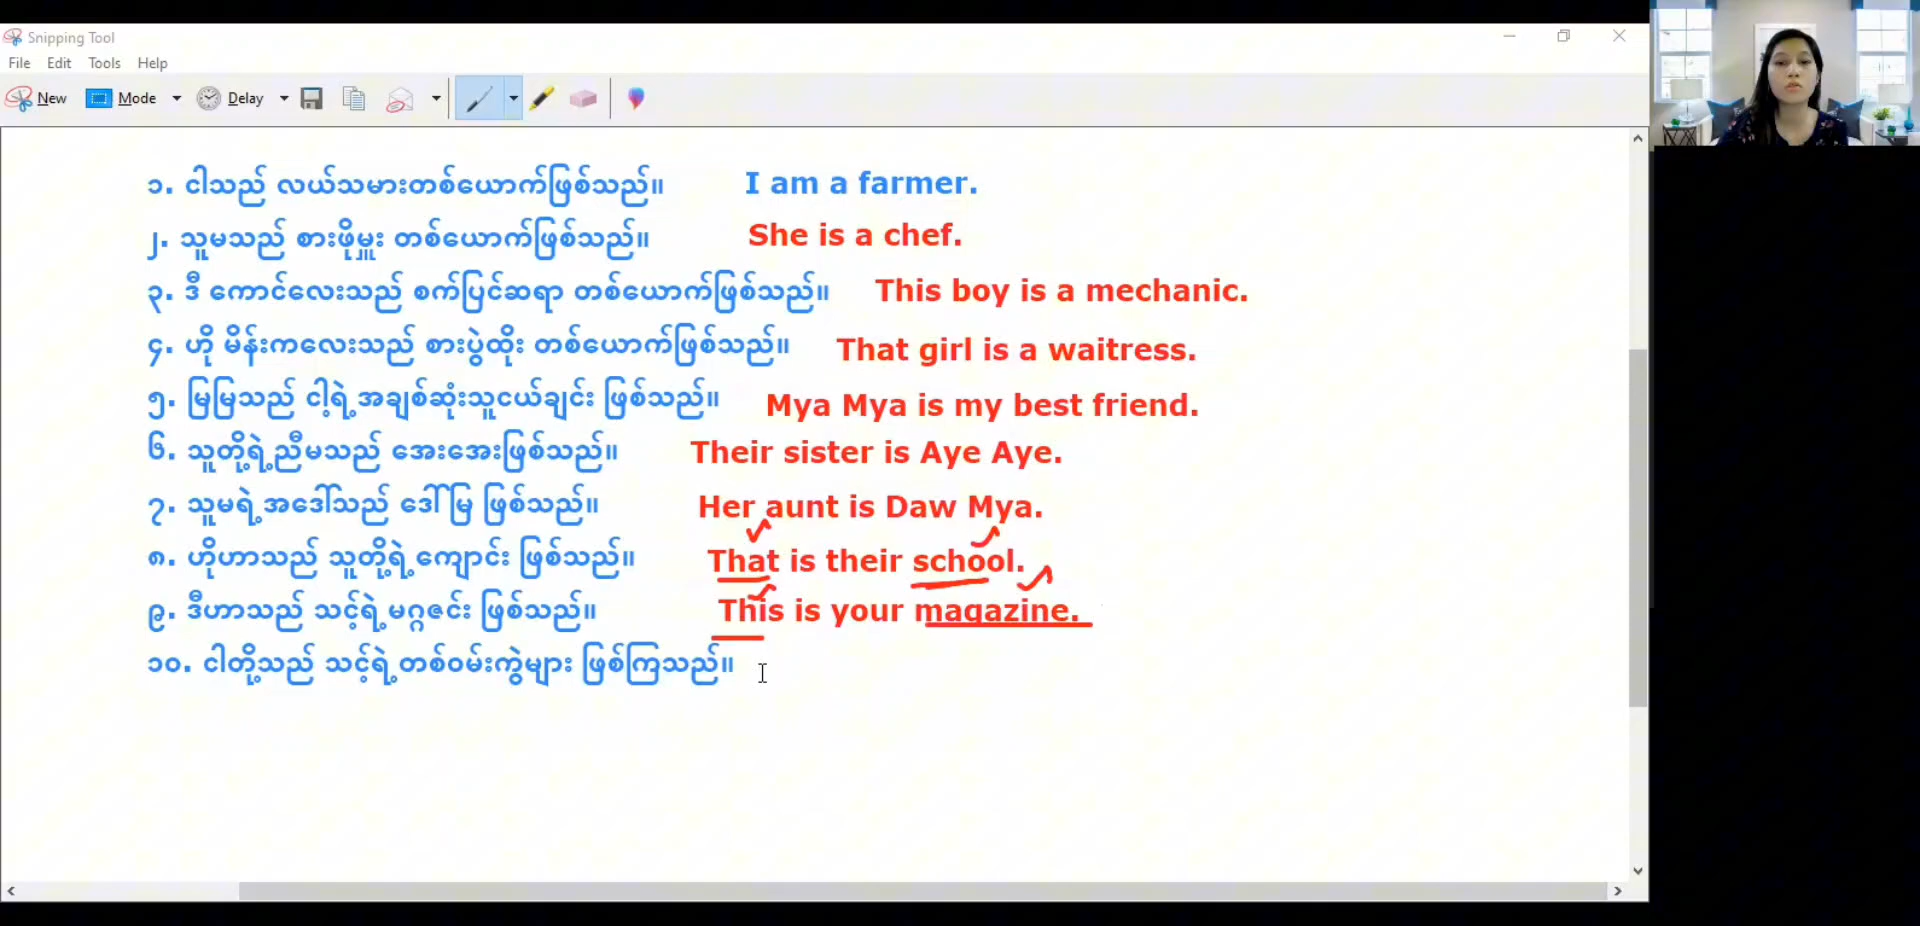 Snipping Tool
File Edit Tools Help
New Mode Delay
၁. ငါသည် လယ်သမားတစ်ယောက်ဖြစ်သည်။ I am a farmer.
၂. သူမသည် စားဖိုမှူး တစ်ယောက်ဖြစ်သည်။ She is a chef.
၃. ဒီ ကောင်လေးသည် စက်ပြင်ဆရာ တစ်ယောက်ဖြစ်သည်။ This boy is a mechanic.
၄. ဟို မိန်းကလေးသည် စားပွဲထိုး တစ်ယောက်ဖြစ်သည်။ That girl is a waitress.
၅. မြမြသည် ငါ့ရဲ့အချစ်ဆုံးသူငယ်ချင်း ဖြစ်သည်။ Mya Mya is my best friend.
၆. သူတို့ရဲ့ညီမသည် အေးအေးဖြစ်သည်။ Their sister is Aye Aye.
၇. သူမရဲ့အဒေါ်သည် ဒေါ်မြ ဖြစ်သည်။ Her aunt is Daw Mya.
၈. ဟိုဟာသည် သူတို့ရဲ့ကျောင်း ဖြစ်သည်။ That is their school.
၉. ဒီဟာသည် သင့်ရဲ့မဂ္ဂဇင်း ဖြစ်သည်။ This is your magazine.
၁၀. ငါတို့သည် သင့်ရဲ့တစ်ဝမ်းကွဲများ ဖြစ်ကြသည်။